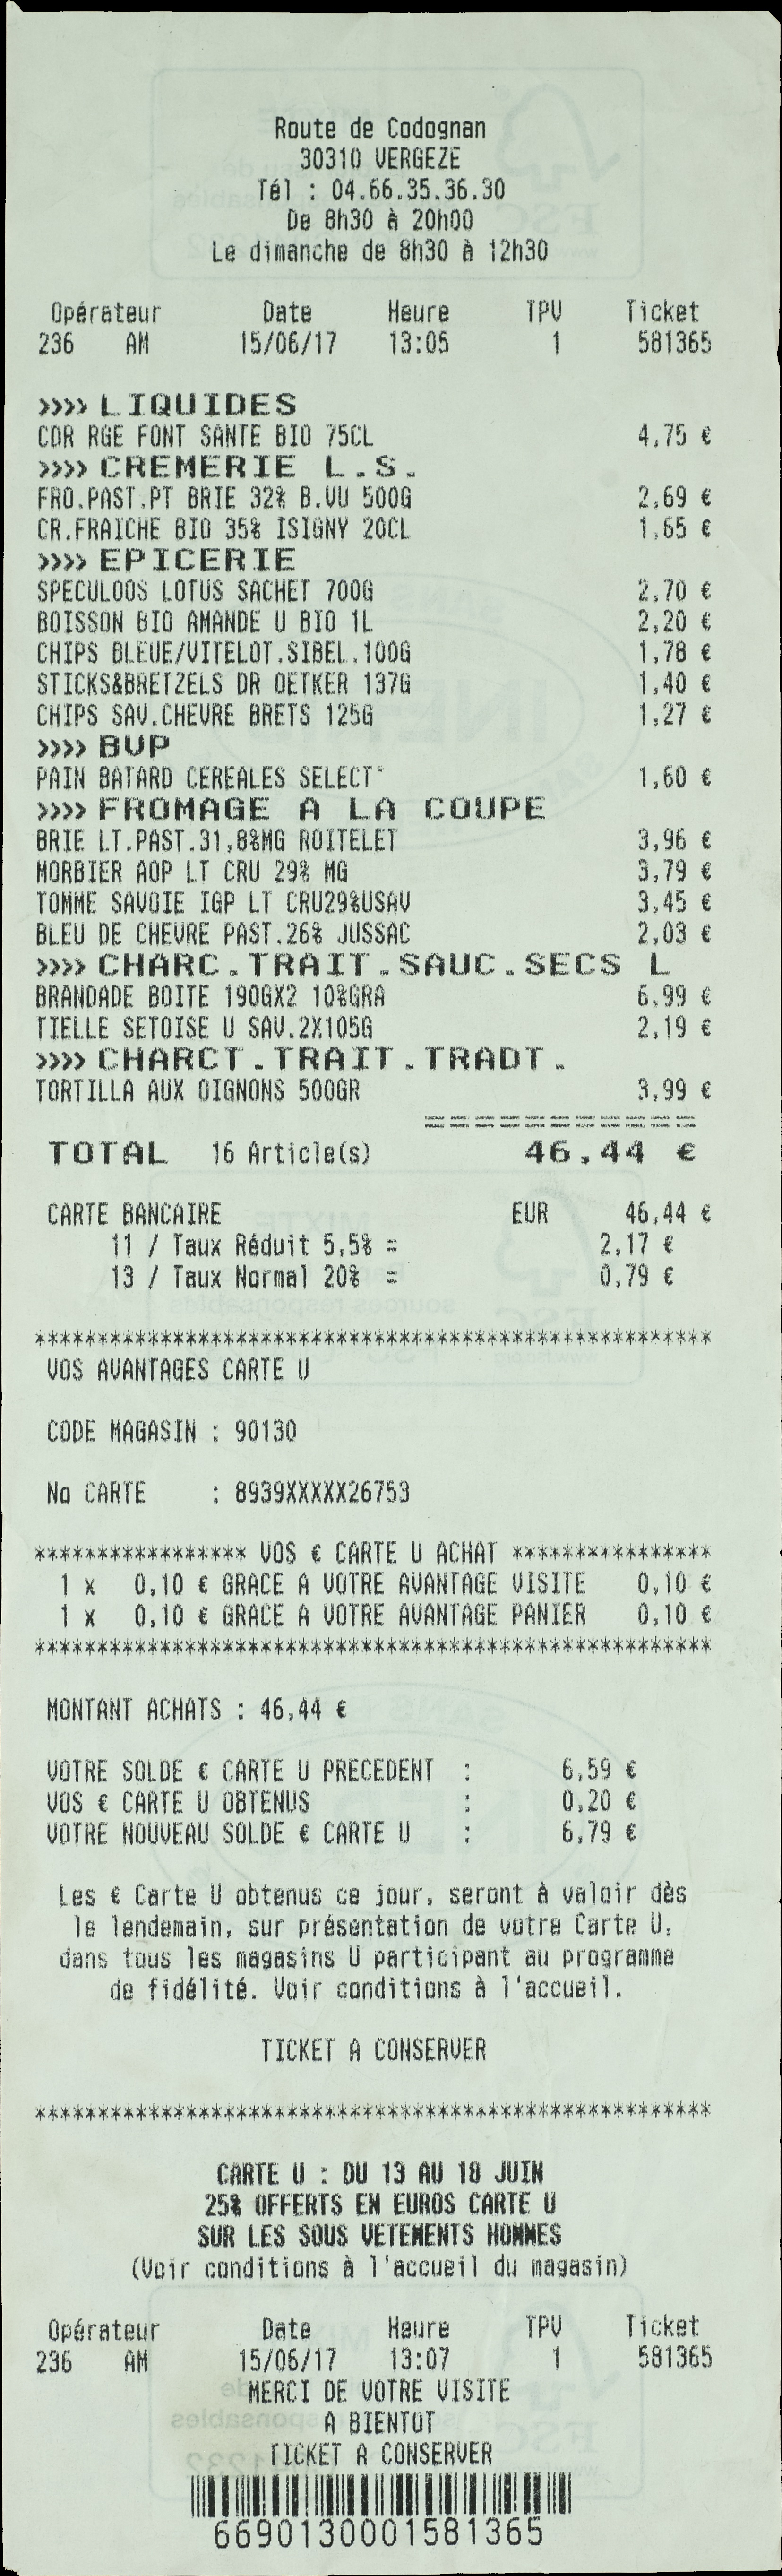 Route de Codognan
30310 VERGEZE
Tél : 04.66.35.36.30
De 8h30 à 20h00
Le dimanche de 8h30 à 12h30
Opérateur Date Heure TPV Ticket
236 AM 15/06/17 13:05 1 581365
>>>> LIQUIDES
CDR RGE FONT SANTE BIO 75CL 4,75 €
>>>> CREMERIE L.S.
FRO.PAST.PT BRIE 32% B.VU 500G 2,69 €
CR.FRAICHE BIO 35% ISIGNY 20CL 1,65 €
>>>> EPICERIE
SPECULOOS LOTUS SACHET 700G 2,70 €
BOISSON BIO AMANDE U BIO 1L 2,20 €
CHIPS BLEUE/VITELOT.SIBEL.100G 1,78 €
STICKS&BRETZELS DR OETKER 137G 1,40 €
CHIPS SAV.CHEVRE BRETS 125G 1,27 €
>>>> BVP
PAIN BATARD CEREALES SELECT° 1,60 €
>>>> FROMAGE A LA COUPE
BRIE LT.PAST.31,8%MG ROITELET 3,96 €
MORBIER AOP LT CRU 29% MG 3,79 €
TOMME SAVOIE IGP LT CRU29%USAV 3,45 €
BLEU DE CHEVRE PAST.26% JUSSAC 2,03 €
>>>> CHARC.TRAIT.SAUC.SECS L
BRANDADE BOITE 190GX2 10%GRA 6,99 €
TIELLE SETOISE U SAV.2X105G 2,19 €
>>>> CHARCT.TRAIT.TRADT.
TORTILLA AUX OIGNONS 500GR 3,99 €
TOTAL 16 Article(s) 46,44 €
CARTE BANCAIRE EUR 46,44 €
11 / Taux Réduit 5,5% = 2,17 €
13 / Taux Normal 20% = 0,79 €
******************************************************
VOS AVANTAGES CARTE U
CODE MAGASIN : 90130
No CARTE : 8939XXXXX26753
***************** VOS € CARTE U ACHAT ****************
1 x 0,10 € GRACE A VOTRE AVANTAGE VISITE 0,10 €
1 x 0,10 € GRACE A VOTRE AVANTAGE PANIER 0,10 €
******************************************************
MONTANT ACHATS : 46,44 €
VOTRE SOLDE € CARTE U PRECEDENT : 6,59 €
VOS € CARTE U OBTENUS : 0,20 €
VOTRE NOUVEAU SOLDE € CARTE U : 6,79 €
Les € Carte U obtenus ce jour, seront à valoir dès
le lendemain, sur présentation de votre Carte U,
dans tous les magasins U participant au programme
de fidélité. Voir conditions à l'accueil.
TICKET A CONSERVER
******************************************************
CARTE U : DU 13 AU 18 JUIN
25% OFFERTS EN EUROS CARTE U
SUR LES SOUS VETEMENTS HOMMES
(Voir conditions à l'accueil du magasin)
Opérateur Date Heure TPV Ticket
236 AM 15/06/17 13:07 1 581365
MERCI DE VOTRE VISITE
A BIENTOT
TICKET A CONSERVER
6690130001581365